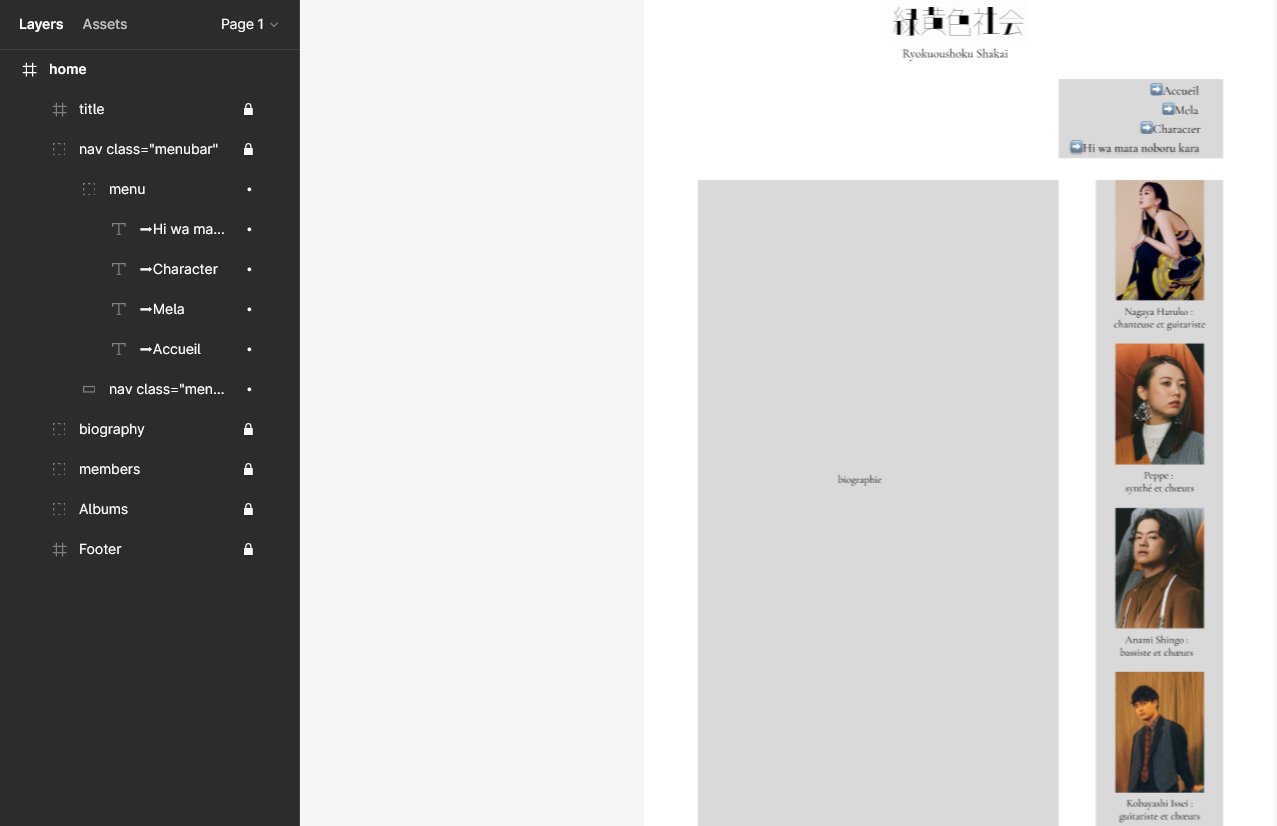 Layers Assets Page 1
home
title
nav class="menubar"
menu
➡Hi wa ma...
➡Character
➡Mela
➡Accueil
nav class="men...
biography
members
Albums
Footer
緑黄色社会
Ryokuoushoku Shakai
➡Accueil
➡Mela
➡Character
➡Hi wa mata noboru kara
biographie
Nagaya Haruko :
chanteuse et guitariste
Peppe :
synthé et chœurs
Anami Shingo :
bassiste et chœurs
Kobayashi Issei :
guitariste et chœurs